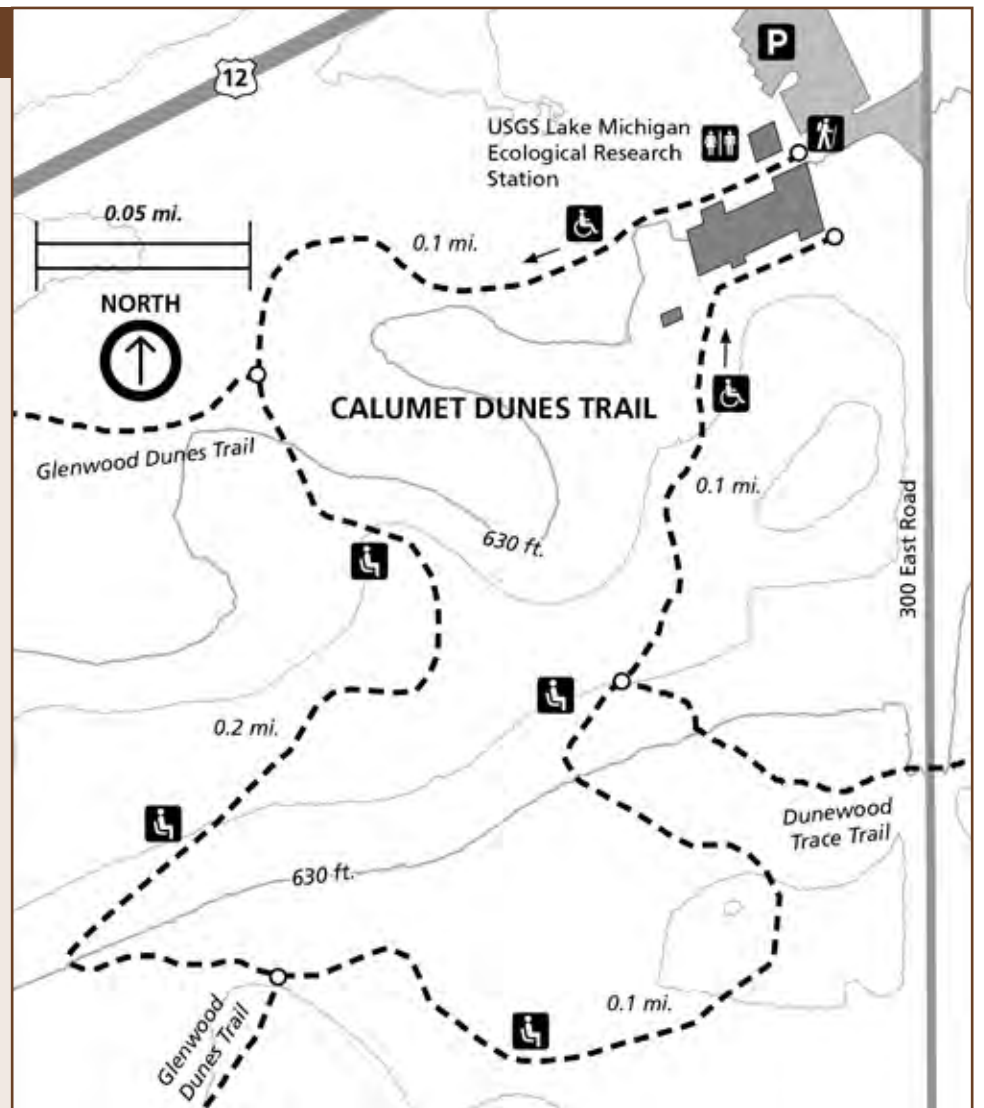 12
P
USGS Lake Michigan
Ecological Research
Station
0.05 mi.
0.1 mi.
NORTH
CALUMET DUNES TRAIL
Glenwood Dunes Trail
0.1 mi.
630 ft.
300 East Road
0.2 mi.
Dunewood
Trace Trail
630 ft.
0.1 mi.
Glenwood
Dunes Trail